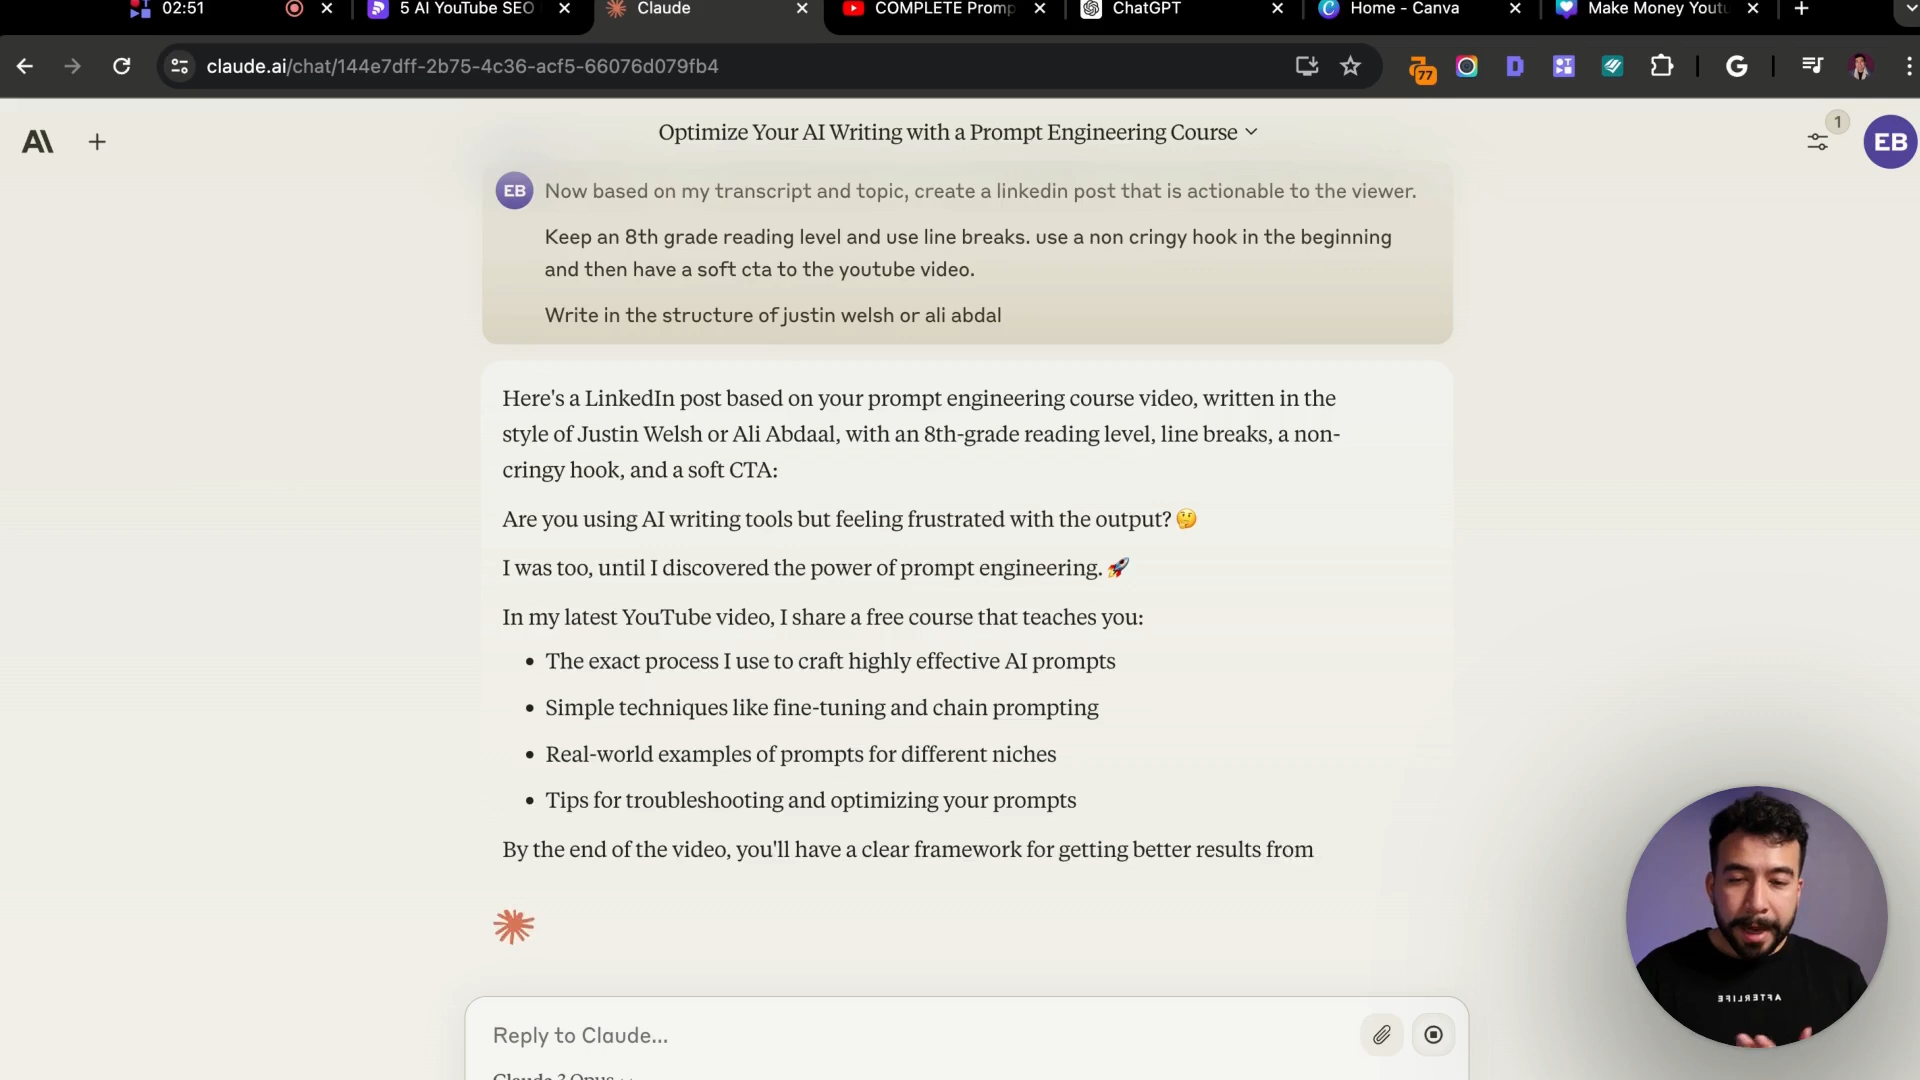 02:51
5 AI YouTube SEO
Claude
COMPLETE Promp
ChatGPT
Home - Canva
Make Money Youtu
claude.ai/chat/144e7dff-2b75-4c36-acf5-66076d079fb4
77
Optimize Your AI Writing with a Prompt Engineering Course
1
EB
EB
Now based on my transcript and topic, create a linkedin post that is actionable to the viewer.
Keep an 8th grade reading level and use line breaks. use a non cringy hook in the beginning
and then have a soft cta to the youtube video.
Write in the structure of justin welsh or ali abdal
Here's a LinkedIn post based on your prompt engineering course video, written in the
style of Justin Welsh or Ali Abdaal, with an 8th-grade reading level, line breaks, a non-
cringy hook, and a soft CTA:
Are you using AI writing tools but feeling frustrated with the output? 🤔
I was too, until I discovered the power of prompt engineering. 🚀
In my latest YouTube video, I share a free course that teaches you:
• The exact process I use to craft highly effective AI prompts
• Simple techniques like fine-tuning and chain prompting
• Real-world examples of prompts for different niches
• Tips for troubleshooting and optimizing your prompts
By the end of the video, you'll have a clear framework for getting better results from
AFTERLIFE
Reply to Claude...
Claude 3 Opus